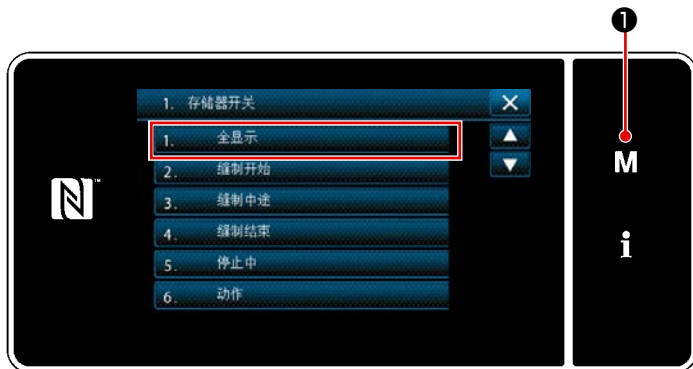 ❶
1. 存储器开关
1. 全显示
2. 缝制开始
3. 缝制中途
4. 缝制结束
5. 停止中
6. 动作
M
i